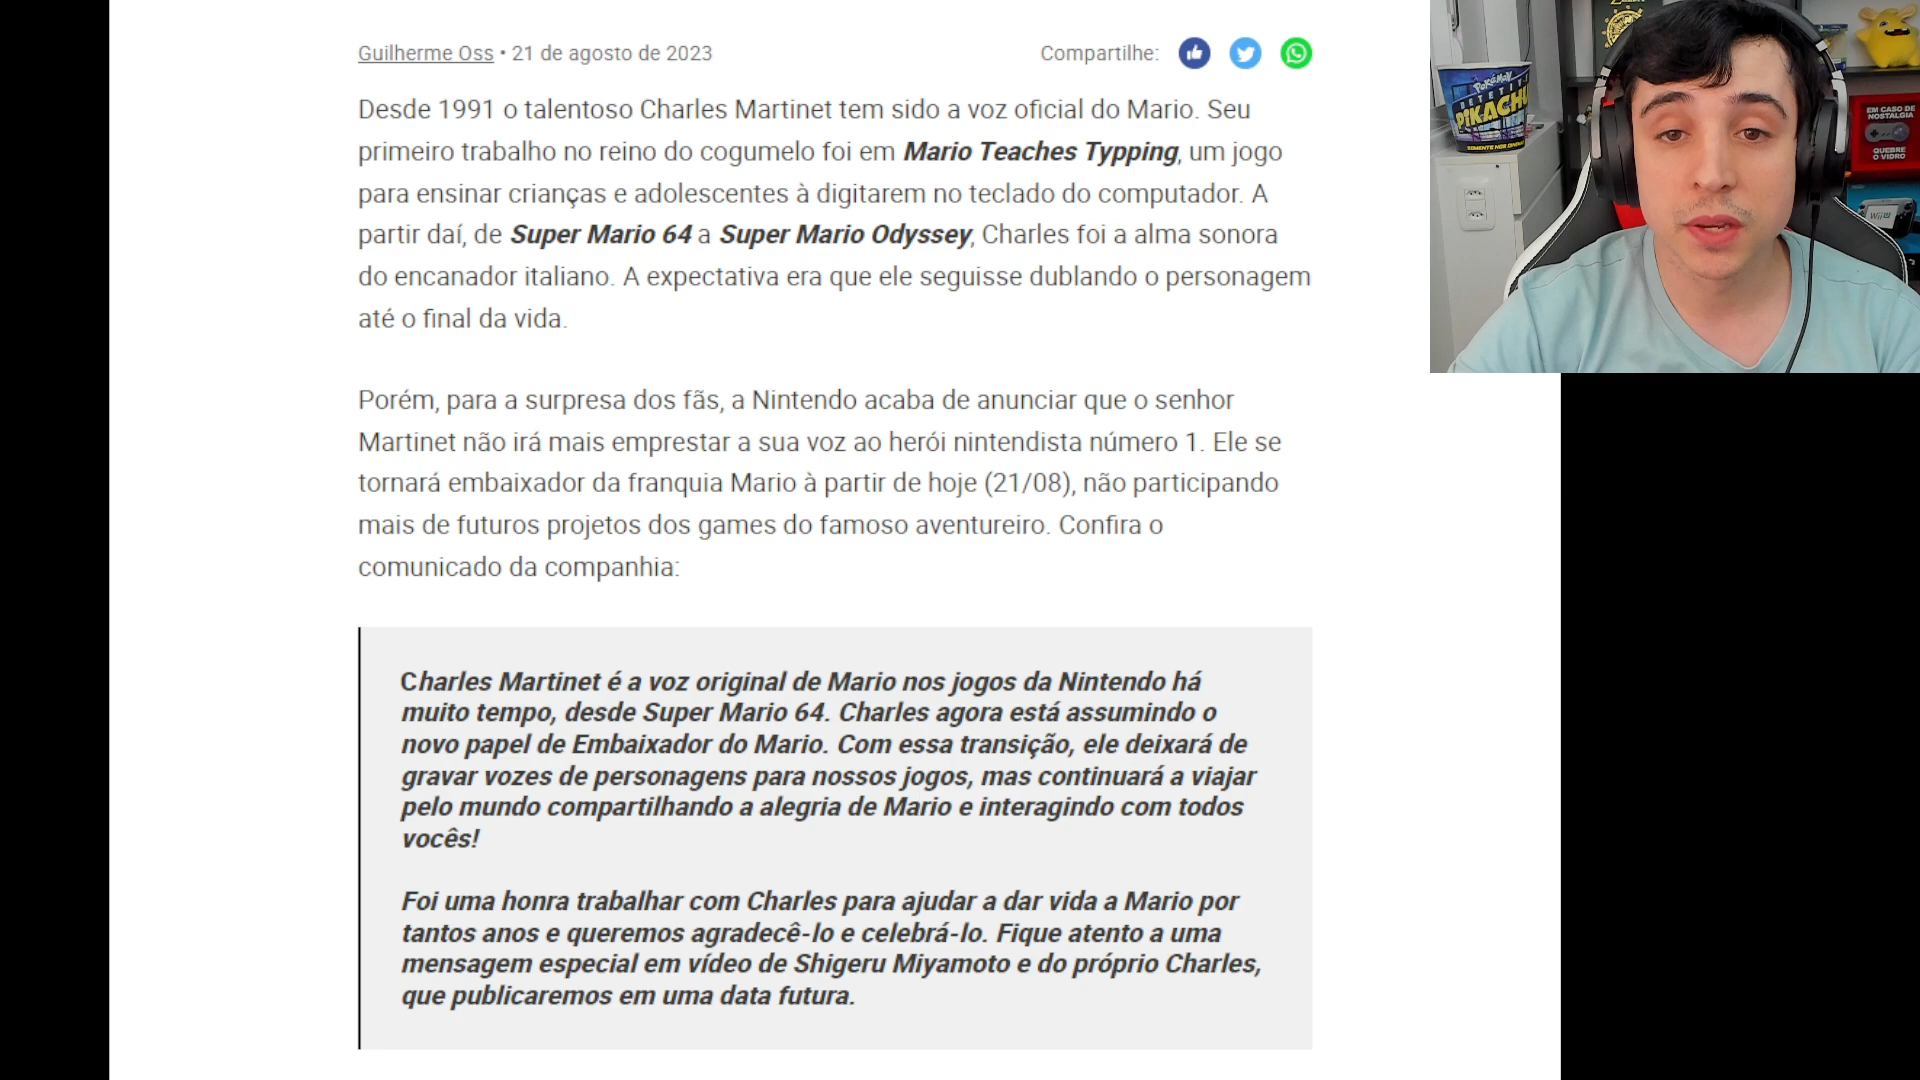 Guilherme Oss • 21 de agosto de 2023
Compartilhe:
Desde 1991 o talentoso Charles Martinet tem sido a voz oficial do Mario. Seu
primeiro trabalho no reino do cogumelo foi em Mario Teaches Typping, um jogo
para ensinar crianças e adolescentes à digitarem no teclado do computador. A
partir daí, de Super Mario 64 a Super Mario Odyssey, Charles foi a alma sonora
do encanador italiano. A expectativa era que ele seguisse dublando o personagem
até o final da vida.
Porém, para a surpresa dos fãs, a Nintendo acaba de anunciar que o senhor
Martinet não irá mais emprestar a sua voz ao herói nintendista número 1. Ele se
tornará embaixador da franquia Mario à partir de hoje (21/08), não participando
mais de futuros projetos dos games do famoso aventureiro. Confira o
comunicado da companhia:
Charles Martinet é a voz original de Mario nos jogos da Nintendo há
muito tempo, desde Super Mario 64. Charles agora está assumindo o
novo papel de Embaixador do Mario. Com essa transição, ele deixará de
gravar vozes de personagens para nossos jogos, mas continuará a viajar
pelo mundo compartilhando a alegria de Mario e interagindo com todos
vocês!
Foi uma honra trabalhar com Charles para ajudar a dar vida a Mario por
tantos anos e queremos agradecê-lo e celebrá-lo. Fique atento a uma
mensagem especial em vídeo de Shigeru Miyamoto e do próprio Charles,
que publicaremos em uma data futura.
POKÉMON
DETETIVE
PIKACHU
SOMENTE NOS CINEMAS
EM CASO DE
NOSTALGIA
QUEBRE
O VIDRO
Wii U